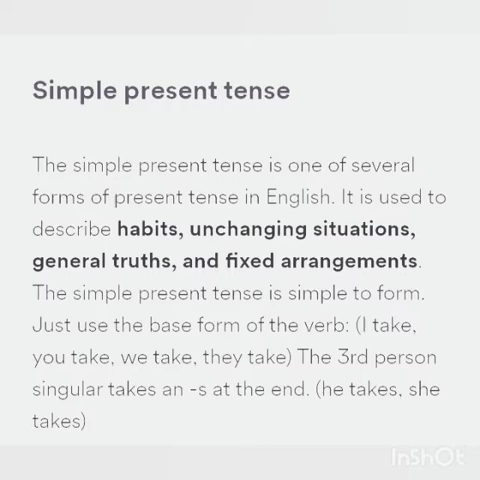 Simple present tense
The simple present tense is one of several
forms of present tense in English. It is used to
describe habits, unchanging situations,
general truths, and fixed arrangements.
The simple present tense is simple to form.
Just use the base form of the verb: (I take,
you take, we take, they take) The 3rd person
singular takes an -s at the end. (he takes, she
takes)
InShOt